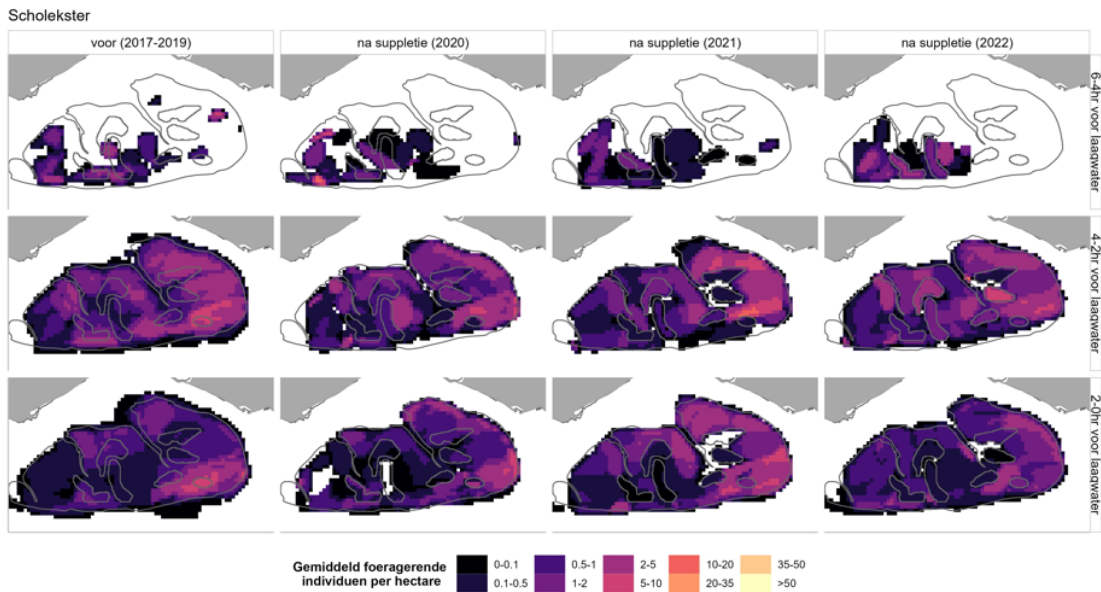 Scholekster
voor (2017-2019)
na suppletie (2020)
na suppletie (2021)
na suppletie (2022)
6-4hr voor laagwater
4-2hr voor laagwater
2-0hr voor laagwater
Gemiddeld foeragerende
individuen per hectare
0-0.1
0.5-1
2-5
10-20
35-50
0.1-0.5
1-2
5-10
20-35
>50